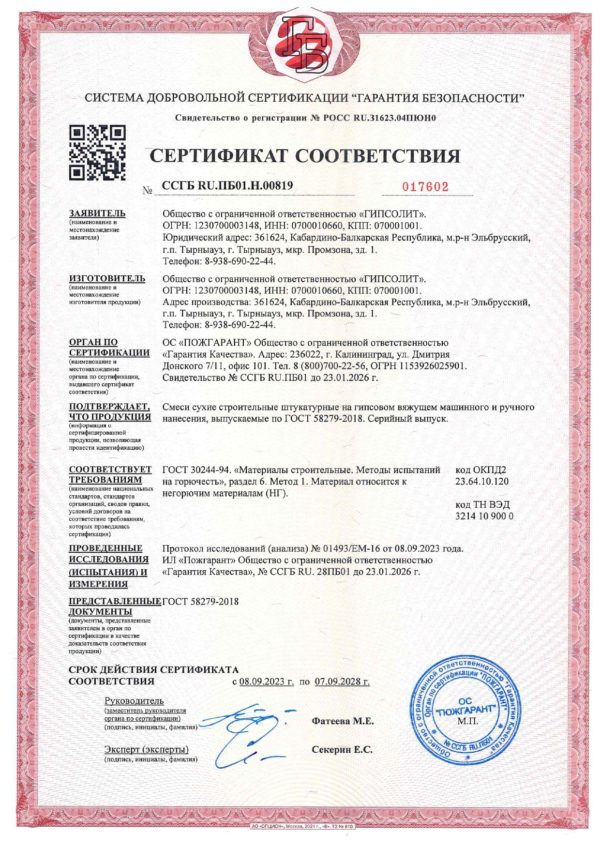 ГБ
СИСТЕМА ДОБРОВОЛЬНОЙ СЕРТИФИКАЦИИ “ГАРАНТИЯ БЕЗОПАСНОСТИ”
Свидетельство о регистрации № РОСС RU.31623.04ПЮН0
СЕРТИФИКАТ СООТВЕТСТВИЯ
№ ССГБ RU.ПБ01.Н.00819 017602
ЗАЯВИТЕЛЬ
(наименование и
местонахождение
заявителя)
Общество с ограниченной ответственностью «ГИПСОЛИТ».
ОГРН: 1230700003148, ИНН: 0700010660, КПП: 070001001.
Юридический адрес: 361624, Кабардино-Балкарская Республика, м.р-н Эльбрусский,
г.п. Тырныауз, г Тырныауз, мкр. Промзона, зд. 1.
Телефон: 8-938-690-22-44.
ИЗГОТОВИТЕЛЬ
(наименование и
местонахождение
изготовителя продукции)
Общество с ограниченной ответственностью «ГИПСОЛИТ».
ОГРН: 1230700003148, ИНН: 0700010660, КПП: 070001001.
Адрес производства: 361624, Кабардино-Балкарская Республика, м.р-н Эльбрусский,
г.п. Тырныауз, г Тырныауз, мкр. Промзона, зд. 1.
Телефон: 8-938-690-22-44.
ОРГАН ПО
СЕРТИФИКАЦИИ
(наименование и
местонахождение
органа по сертификации,
выдавшего сертификат
соответствия)
ОС «ПОЖГАРАНТ» Общество с ограниченной ответственностью
«Гарантия Качества». Адрес: 236022, г. Калининград, ул. Дмитрия
Донского 7/11, офис 101. Тел. 8 (800)700-22-56, ОГРН 1153926025901.
Свидетельство № ССГБ RU.ПБ01 до 23.01.2026 г.
ПОДТВЕРЖДАЕТ,
ЧТО ПРОДУКЦИЯ
(информация о
сертифицированной
продукции, позволяющая
провести идентификацию)
Смеси сухие строительные штукатурные на гипсовом вяжущем машинного и ручного
нанесения, выпускаемые по ГОСТ 58279-2018. Серийный выпуск.
СООТВЕТСТВУЕТ
ТРЕБОВАНИЯМ
(наименование национальных
стандартов, стандартов
организаций, сводов правил,
условий договоров на
соответствие требованиям,
которых проводилась
сертификация)
ГОСТ 30244-94. «Материалы строительные. Методы испытаний
на горючесть», раздел 6. Метод 1. Материал относится к
негорючим материалам (НГ).
код ОКПД2
23.64.10.120
код ТН ВЭД
3214 10 900 0
ПРОВЕДЕННЫЕ
ИССЛЕДОВАНИЯ
(ИСПЫТАНИЯ) И
ИЗМЕРЕНИЯ
Протокол исследований (анализа) № 01493/ЕМ-16 от 08.09.2023 года.
ИЛ «Пожгарант» Общество с ограниченной ответственностью
«Гарантия Качества», № ССГБ RU. 28ПБ01 до 23.01.2026 г.
ПРЕДСТАВЛЕННЫЕ
ДОКУМЕНТЫ
(документы, представленные
заявителем в орган по
сертификации в качестве
доказательств соответствия
продукции)
ГОСТ 58279-2018
СРОК ДЕЙСТВИЯ СЕРТИФИКАТА
СООТВЕТСТВИЯ с 08.09.2023 г. по 07.09.2028 г.
Руководитель
(заместитель руководителя
органа по сертификации)
(подпись, инициалы, фамилия)
Фатеева М.Е.
Эксперт (эксперты)
(подпись, инициалы, фамилия)
Секерин Е.С.
Общество с ограниченной ответственностью "Гарантия Качества"
Орган по сертификации "ПОЖГАРАНТ"
ОС
"ПОЖГАРАНТ"
М.П.
№ ССГБ RU.ПБ01
АО «ОПЦИОН», Москва, 2021 г., «В».